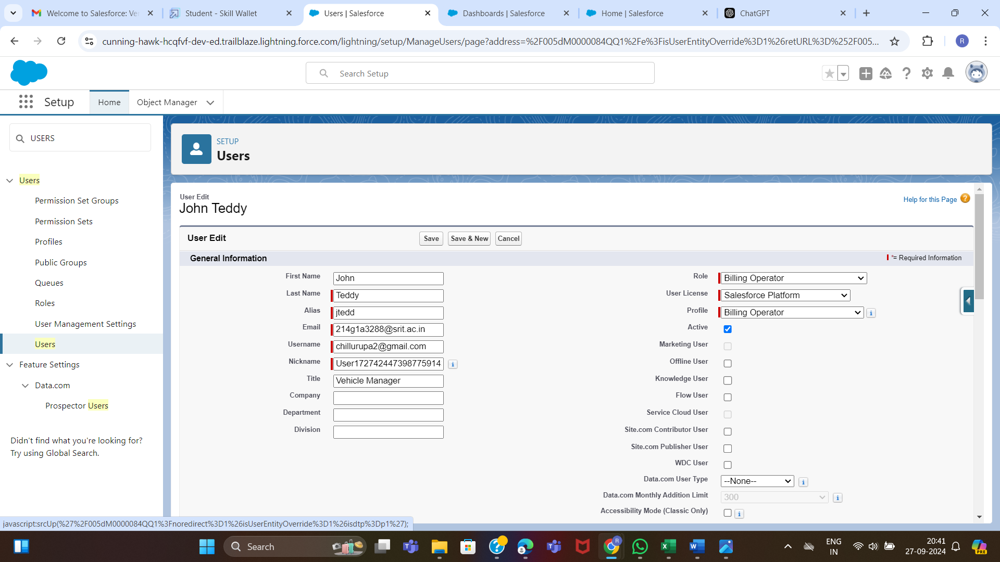 Welcome to Salesforce: Ver
Student - Skill Wallet
Users | Salesforce
Dashboards | Salesforce
Home | Salesforce
ChatGPT
cunning-hawk-hcqfvf-dev-ed.trailblaze.lightning.force.com/lightning/setup/ManageUsers/page?address=%2F005dM0000084QQ1%2Fe%3FisUserEntityOverride%3D1%26retURL%3D%252F005...
R
Search Setup
Setup
Home
Object Manager
USERS
Users
Permission Set Groups
Permission Sets
Profiles
Public Groups
Queues
Roles
User Management Settings
Users
Feature Settings
Data.com
Prospector Users
Didn't find what you're looking for?
Try using Global Search.
SETUP
Users
User Edit
John Teddy
Help for this Page ?
User Edit
Save
Save & New
Cancel
General Information
*= Required Information
First Name John
Last Name Teddy
Alias jtedd
Email 214g1a3288@srit.ac.in
Username chillurupa2@gmail.com
Nickname User172742447398775914 i
Title Vehicle Manager
Company
Department
Division
Role Billing Operator
User License Salesforce Platform
Profile Billing Operator i
Active
Marketing User
Offline User
Knowledge User
Flow User
Service Cloud User
Site.com Contributor User
Site.com Publisher User
WDC User
Data.com User Type --None-- i
Data.com Monthly Addition Limit 300 i
Accessibility Mode (Classic Only) i
javascript:srcUp(%27%2F005dM0000084QQ1%3Fnoredirect%3D1%26isUserEntityOverride%3D1%26isdtp%3Dp1%27);
Search
R
ENG
IN
20:41
27-09-2024
PRE